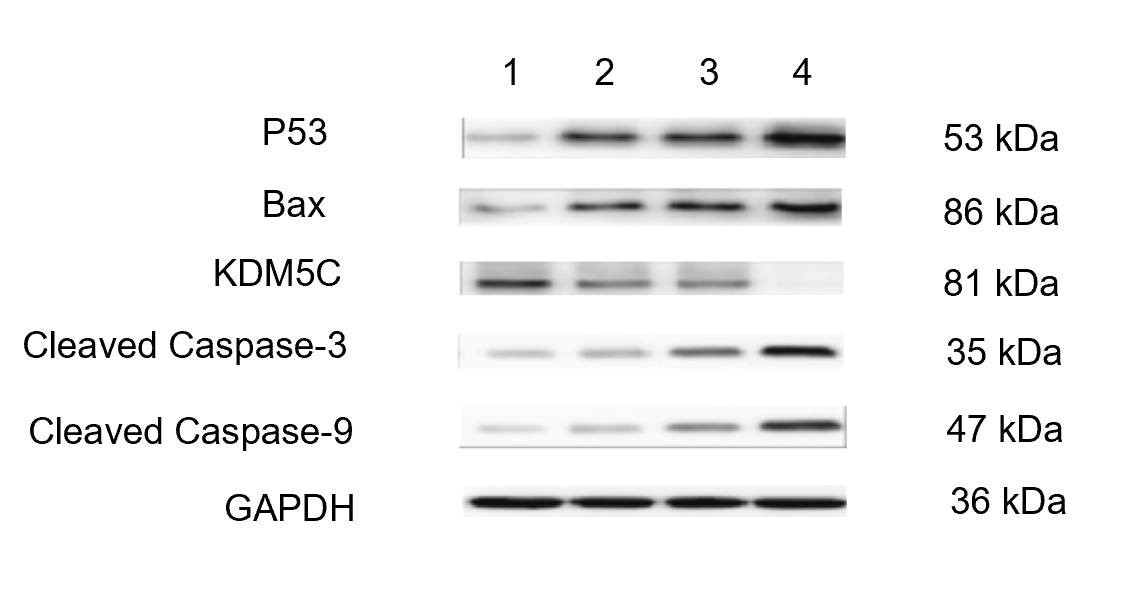 1 2 3 4
P53 53 kDa
Bax 86 kDa
KDM5C 81 kDa
Cleaved Caspase-3 35 kDa
Cleaved Caspase-9 47 kDa
GAPDH 36 kDa